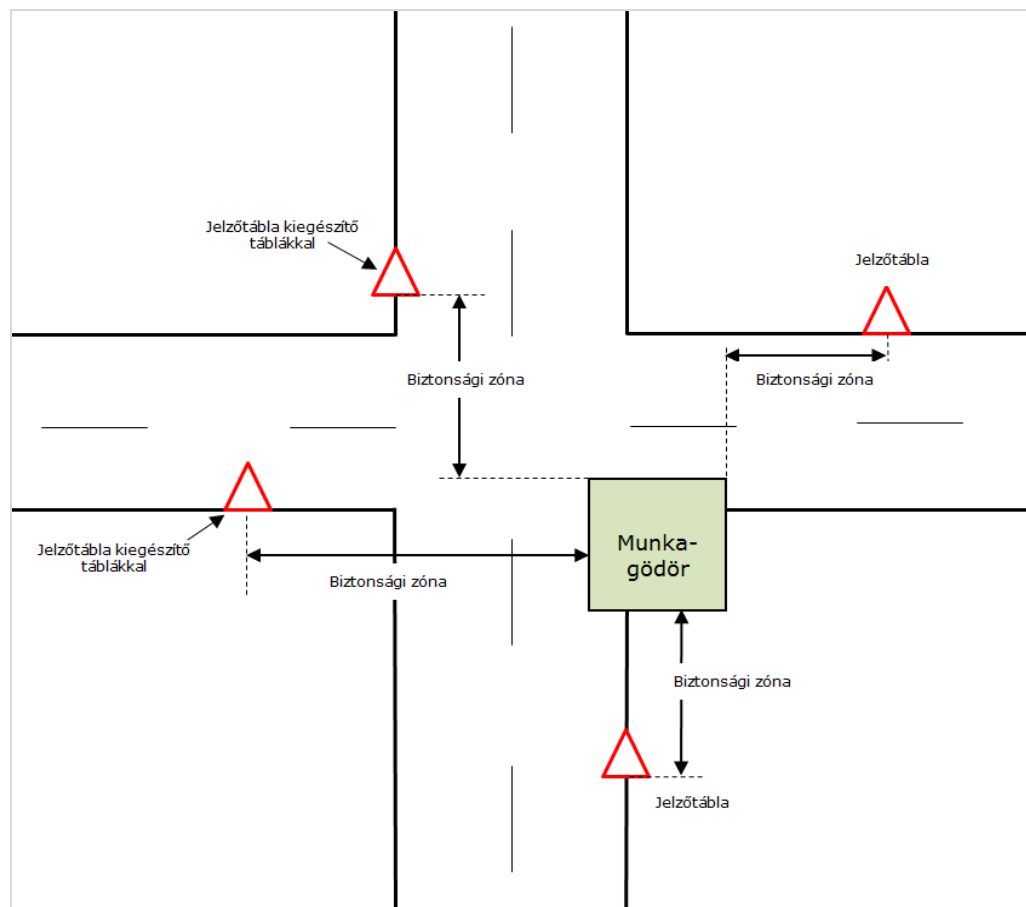 Jelzőtábla kiegészítő
táblákkal
Jelzőtábla
Biztonsági zóna
Biztonsági zóna
Munka-
gödör
Jelzőtábla kiegészítő
táblákkal
Biztonsági zóna
Biztonsági zóna
Jelzőtábla